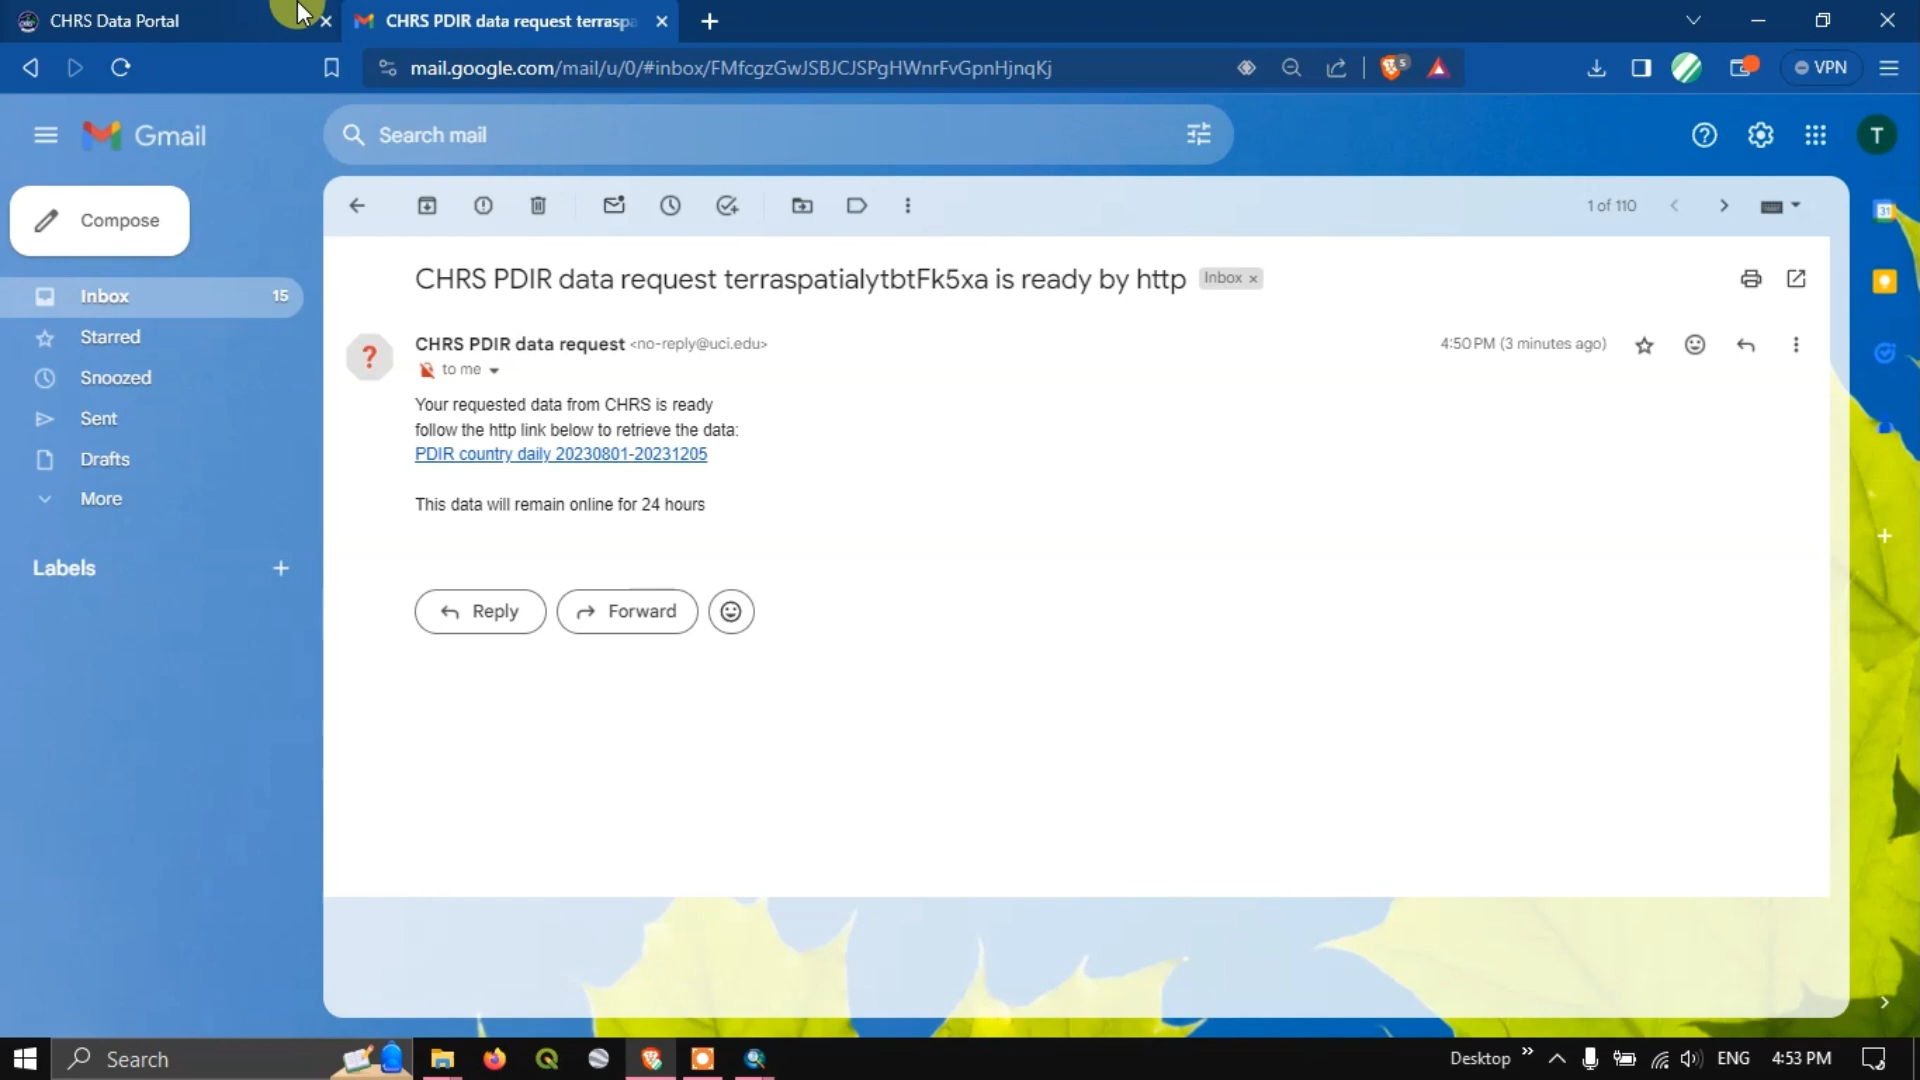 CHRS Data Portal
CHRS PDIR data request terraspa
mail.google.com/mail/u/0/#inbox/FMfcgzGwJSBJCJSPgHWnrFvGpnHjnqKj
5
VPN
Gmail
Search mail
T
Compose
1 of 110
31
CHRS PDIR data request terraspatialytbtFk5xa is ready by http
Inbox ×
Inbox 15
Starred
Snoozed
Sent
Drafts
More
Labels
CHRS PDIR data request <no-reply@uci.edu>
4:50 PM (3 minutes ago)
to me
Your requested data from CHRS is ready
follow the http link below to retrieve the data:
PDIR country daily 20230801-20231205
This data will remain online for 24 hours
Reply
Forward
Search
Desktop
ENG
4:53 PM